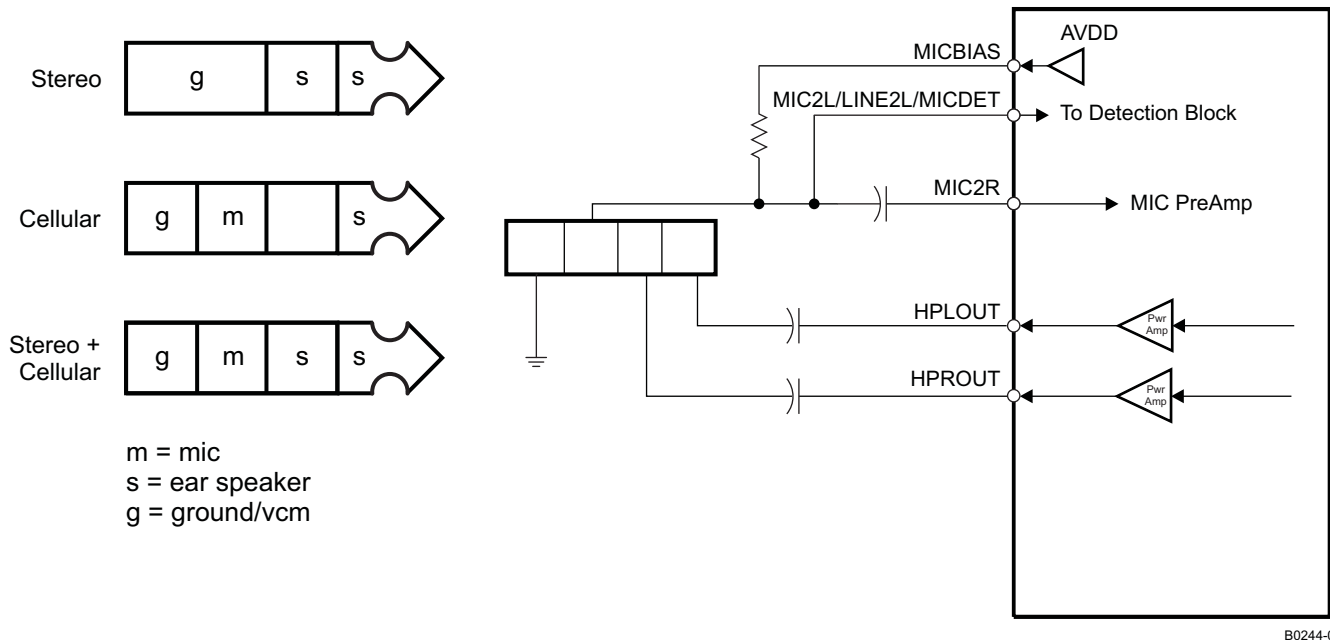 Stereo
g s s
Cellular
g m s
Stereo +
Cellular
g m s s
m = mic
s = ear speaker
g = ground/vcm
MICBIAS
AVDD
MIC2L/LINE2L/MICDET
To Detection Block
MIC2R
MIC PreAmp
HPLOUT
Pwr
Amp
HPROUT
Pwr
Amp